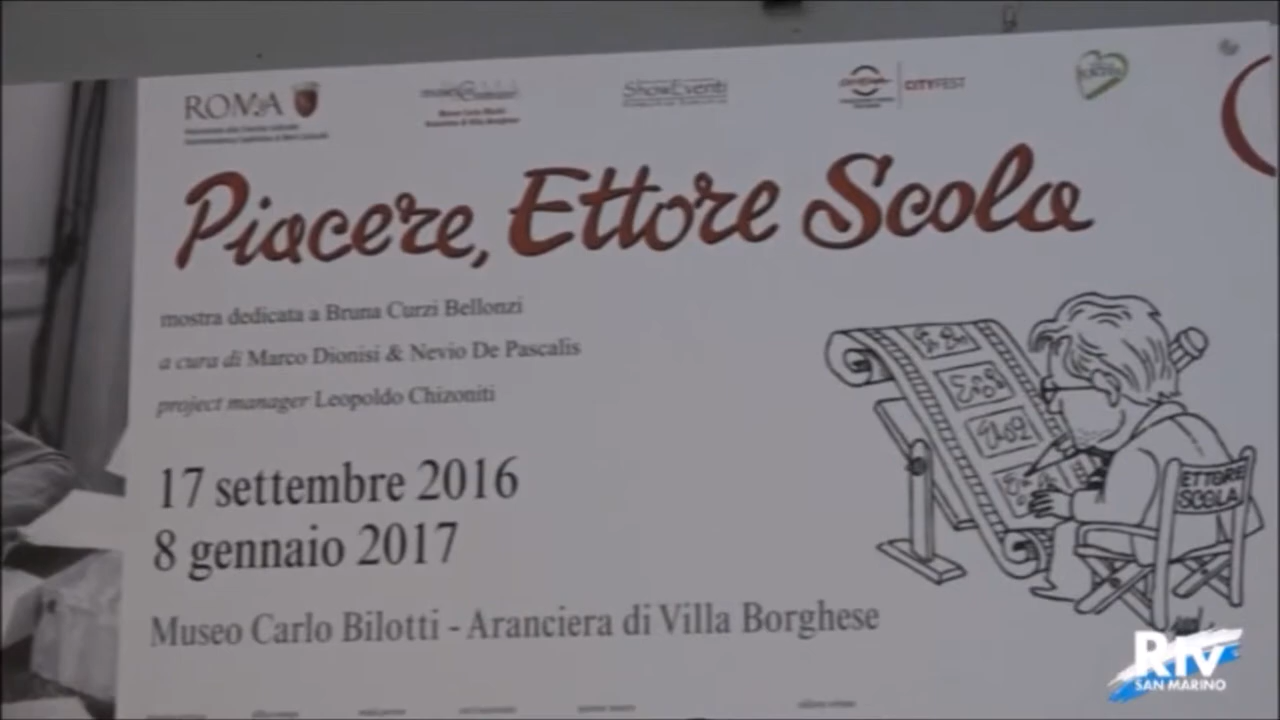 ROMA
ShowEventi
CITYFEST
Piacere, Ettore Scola
mostra dedicata a Bruna Curzi Bellonzi
a cura di Marco Dionisi & Nevio De Pascalis
project manager Leopoldo Chizoniti
17 settembre 2016
8 gennaio 2017
Museo Carlo Bilotti - Aranciera di Villa Borghese
ETTORE
SCOLA
RTV
SAN MARINO